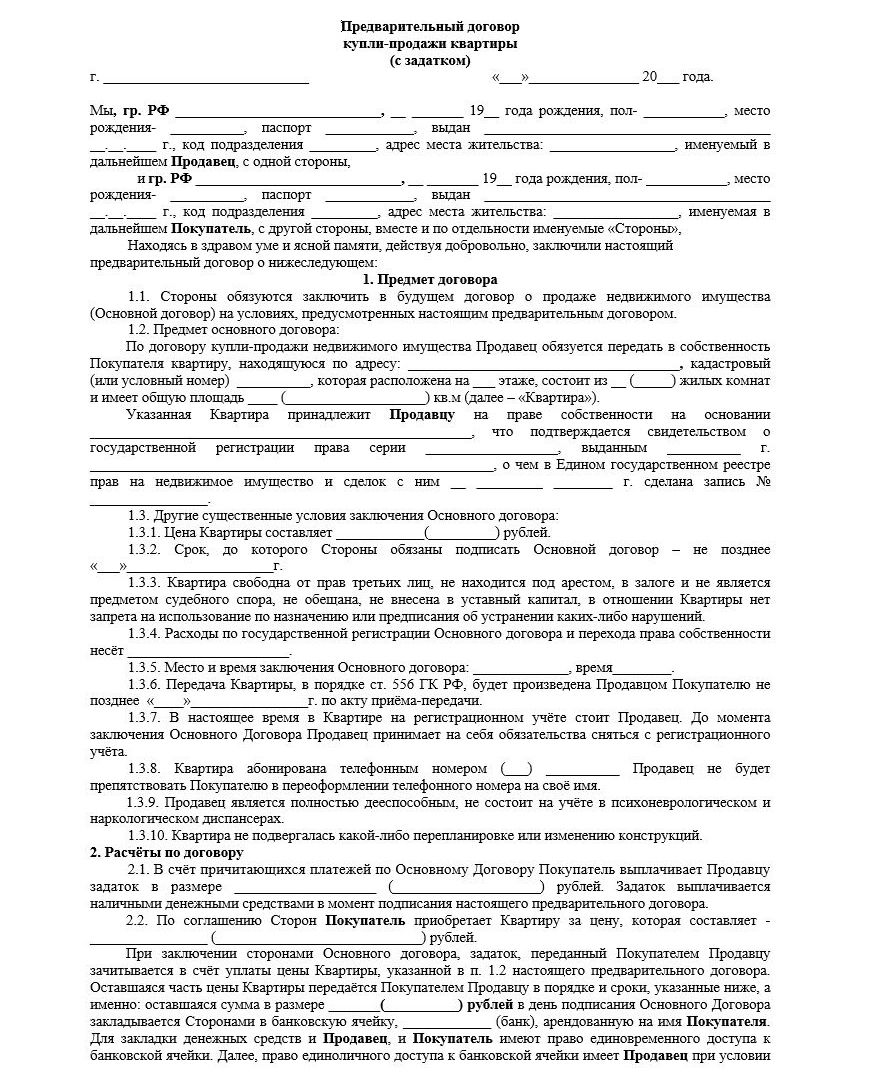 Предварительный договор
купли-продажи квартиры
(с задатком)
г. ____________________________ «___»_______________ 20___ года.
Мы, гр. РФ ____________________________, __ _______ 19__ года рождения, пол- ___________, место
рождения- __________, паспорт ____________, выдан _______________________________________
__.__.____ г., код подразделения _________, адрес места жительства: _________________, именуемый в
дальнейшем Продавец, с одной стороны,
и гр. РФ ____________________________, __ _______ 19__ года рождения, пол- ___________, место
рождения- __________, паспорт ____________, выдан _______________________________________
__.__.____ г., код подразделения _________, адрес места жительства: _________________, именуемая в
дальнейшем Покупатель, с другой стороны, вместе и по отдельности именуемые «Стороны»,
Находясь в здравом уме и ясной памяти, действуя добровольно, заключили настоящий
предварительный договор о нижеследующем:
1. Предмет договора
1.1. Стороны обязуются заключить в будущем договор о продаже недвижимого имущества
(Основной договор) на условиях, предусмотренных настоящим предварительным договором.
1.2. Предмет основного договора:
По договору купли-продажи недвижимого имущества Продавец обязуется передать в собственность
Покупателя квартиру, находящуюся по адресу: _____________________________________, кадастровый
(или условный номер) __________, которая расположена на ___ этаже, состоит из __ (_____) жилых комнат
и имеет общую площадь ____ (___________________) кв.м (далее – «Квартира»).
Указанная Квартира принадлежит Продавцу на праве собственности на основании
____________________________________________________, что подтверждается свидетельством о
государственной регистрации права серии __________________, выданным __________ г.
_______________________________________________________, о чем в Едином государственном реестре
прав на недвижимое имущество и сделок с ним __ _________ ________ г. сделана запись №
________________.
1.3. Другие существенные условия заключения Основного договора:
1.3.1. Цена Квартиры составляет ____________(_________) рублей.
1.3.2. Срок, до которого Стороны обязаны подписать Основной договор – не позднее
«___»____________________г.
1.3.3. Квартира свободна от прав третьих лиц, не находится под арестом, в залоге и не является
предметом судебного спора, не обещана, не внесена в уставный капитал, в отношении Квартиры нет
запрета на использование по назначению или предписания об устранении каких-либо нарушений.
1.3.4. Расходы по государственной регистрации Основного договора и перехода права собственности
несёт ______________________.
1.3.5. Место и время заключения Основного договора: _____________, время________.
1.3.6. Передача Квартиры, в порядке ст. 556 ГК РФ, будет произведена Продавцом Покупателю не
позднее «____»________________г. по акту приёма-передачи.
1.3.7. В настоящее время в Квартире на регистрационном учёте стоит Продавец. До момента
заключения Основного Договора Продавец принимает на себя обязательства сняться с регистрационного
учёта.
1.3.8. Квартира абонирована телефонным номером (___) __________ Продавец не будет
препятствовать Покупателю в переоформлении телефонного номера на своё имя.
1.3.9. Продавец является полностью дееспособным, не состоит на учёте в психоневрологическом и
наркологическом диспансерах.
1.3.10. Квартира не подвергалась какой-либо перепланировке или изменению конструкций.
2. Расчёты по договору
2.1. В счёт причитающихся платежей по Основному Договору Покупатель выплачивает Продавцу
задаток в размере ___________________ (____________________) рублей. Задаток выплачивается
наличными денежными средствами в момент подписания настоящего предварительного договора.
2.2. По соглашению Сторон Покупатель приобретает Квартиру за цену, которая составляет -
________________ (____________________________) рублей.
При заключении сторонами Основного договора, задаток, переданный Покупателем Продавцу
зачитывается в счёт уплаты цены Квартиры, указанной в п. 1.2 настоящего предварительного договора.
Оставшаяся часть цены Квартиры передаётся Покупателем Продавцу в порядке и сроки, указанные ниже, а
именно: оставшаяся сумма в размере _______(__________) рублей в день подписания Основного Договора
закладывается Сторонами в банковскую ячейку, ____________ (банк), арендованную на имя Покупателя.
Для закладки денежных средств и Продавец, и Покупатель имеют право единовременного доступа к
банковской ячейки. Далее, право единоличного доступа к банковской ячейки имеет Продавец при условии